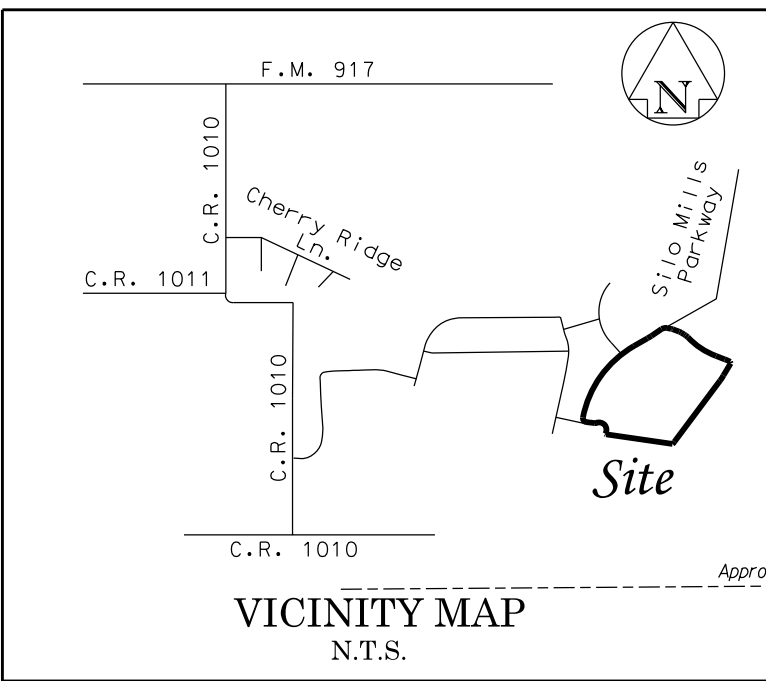 F.M. 917
N
C.R. 1010
Cherry Ridge
Ln.
Silo Mills
Parkway
C.R. 1011
C.R. 1010
Site
C.R. 1010
Appro
VICINITY MAP
N.T.S.